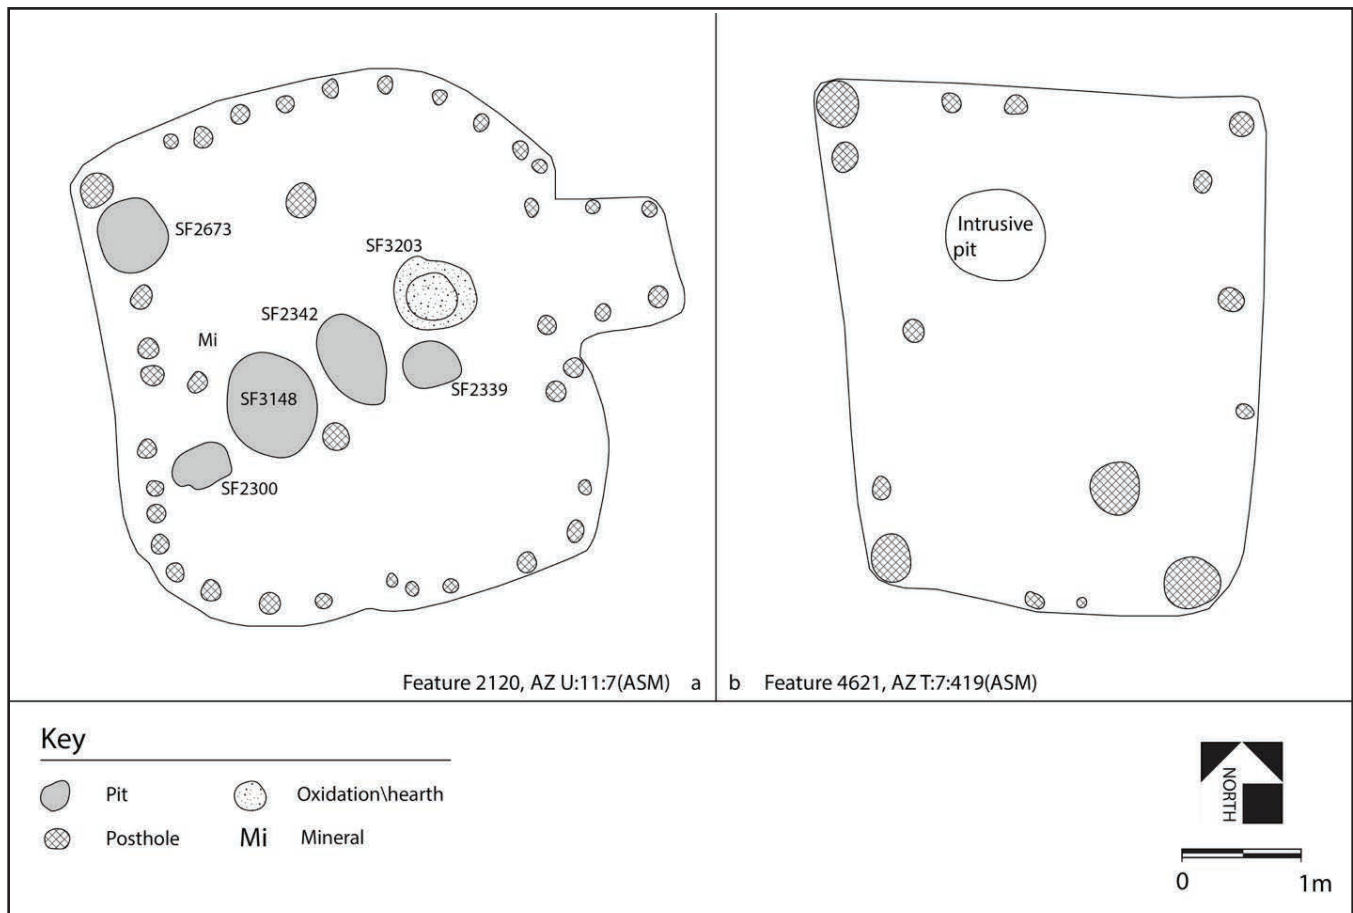 SF2673
SF3203
SF2342
Mi
SF2339
SF3148
SF2300
Feature 2120, AZ U:11:7(ASM) a
Intrusive
pit
b Feature 4621, AZ T:7:419(ASM)
Key
Pit
Oxidation\hearth
Posthole
Mi Mineral
NORTH
0 1m